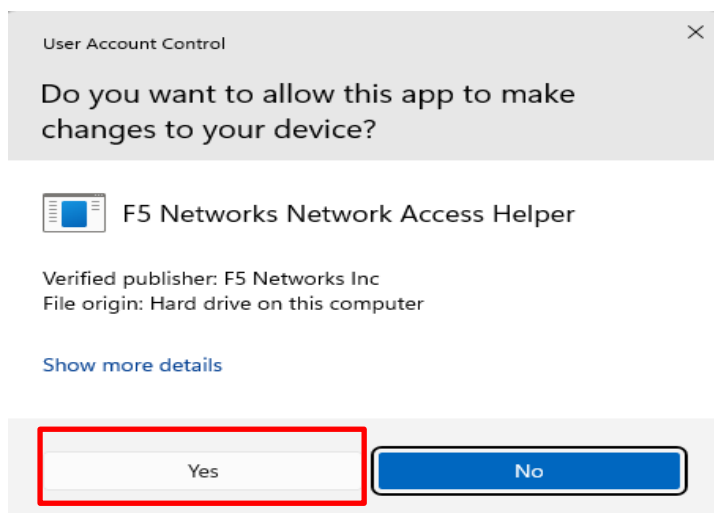 User Account Control
Do you want to allow this app to make
changes to your device?
F5 Networks Network Access Helper
Verified publisher: F5 Networks Inc
File origin: Hard drive on this computer
Show more details
Yes
No